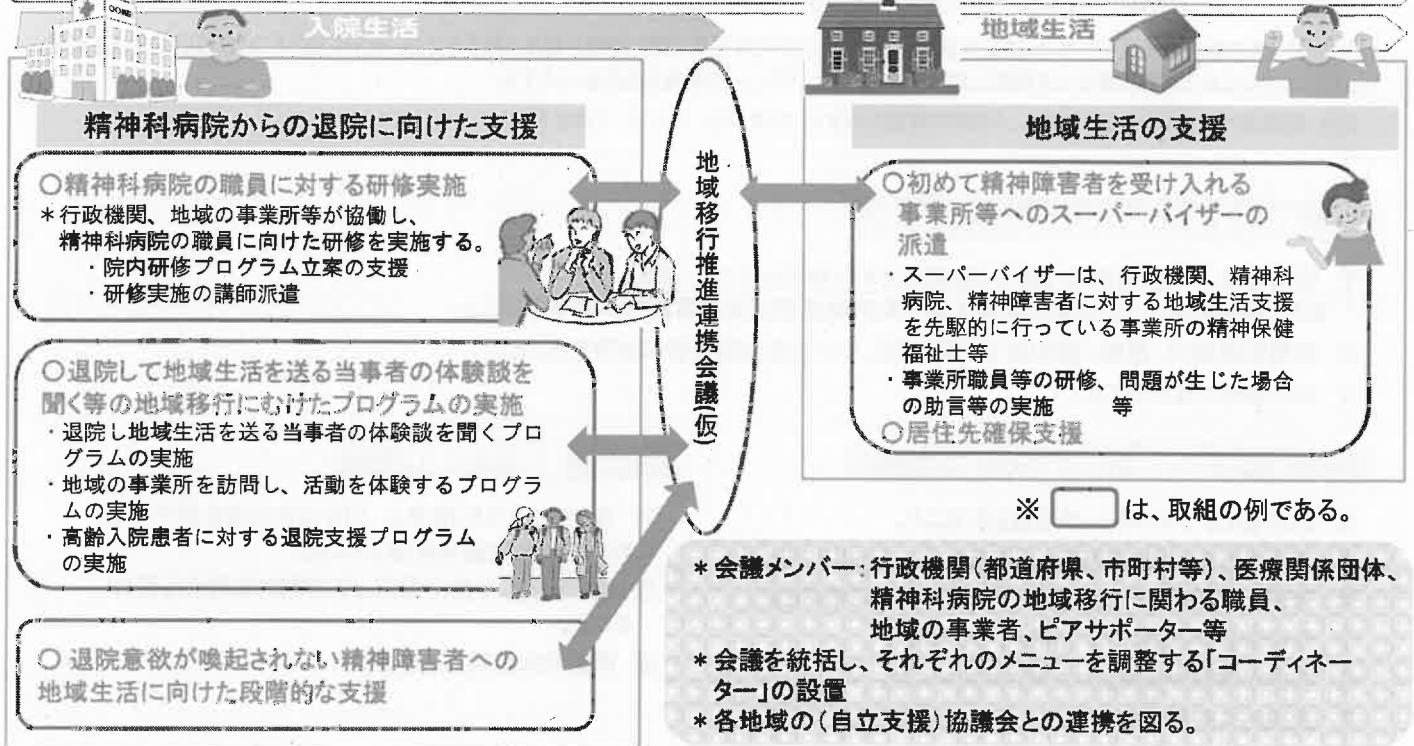 入院生活
地域生活
精神科病院からの退院に向けた支援
○精神科病院の職員に対する研修実施
＊行政機関、地域の事業所等が協働し、
精神科病院の職員に向けた研修を実施する。
・院内研修プログラム立案の支援
・研修実施の講師派遣
○退院して地域生活を送る当事者の体験談を
聞く等の地域移行にむけたプログラムの実施
・退院し地域生活を送る当事者の体験談を聞くプロ
グラムの実施
・地域の事業所を訪問し、活動を体験するプログラ
ムの実施
・高齢入院患者に対する退院支援プログラム
の実施
○ 退院意欲が喚起されない精神障害者への
地域生活に向けた段階的な支援
地域移行推進連携会議(仮)
地域生活の支援
○初めて精神障害者を受け入れる
事業所等へのスーパーバイザーの
派遣
・スーパーバイザーは、行政機関、精神科
病院、精神障害者に対する地域生活支援
を先駆的に行っている事業所の精神保健
福祉士等
・事業所職員等の研修、問題が生じた場合
の助言等の実施　等
○居住先確保支援
※ は、取組の例である。
＊会議メンバー：行政機関(都道府県、市町村等)、医療関係団体、
精神科病院の地域移行に関わる職員、
地域の事業者、ピアサポーター等
＊会議を統括し、それぞれのメニューを調整する「コーディネー
ター」の設置
＊各地域の(自立支援)協議会との連携を図る。